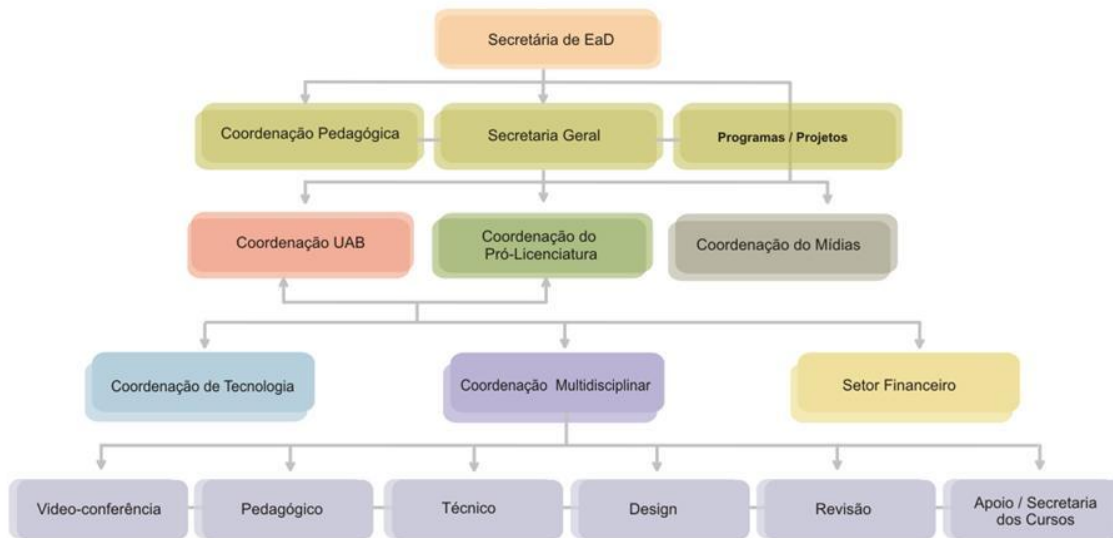 Secretária de EaD
Coordenação Pedagógica
Secretaria Geral
Programas / Projetos
Coordenação UAB
Coordenação do
Pró-Licenciatura
Coordenação do Mídias
Coordenação de Tecnologia
Coordenação Multidisciplinar
Setor Financeiro
Video-conferência
Pedagógico
Técnico
Design
Revisão
Apoio / Secretaria
dos Cursos